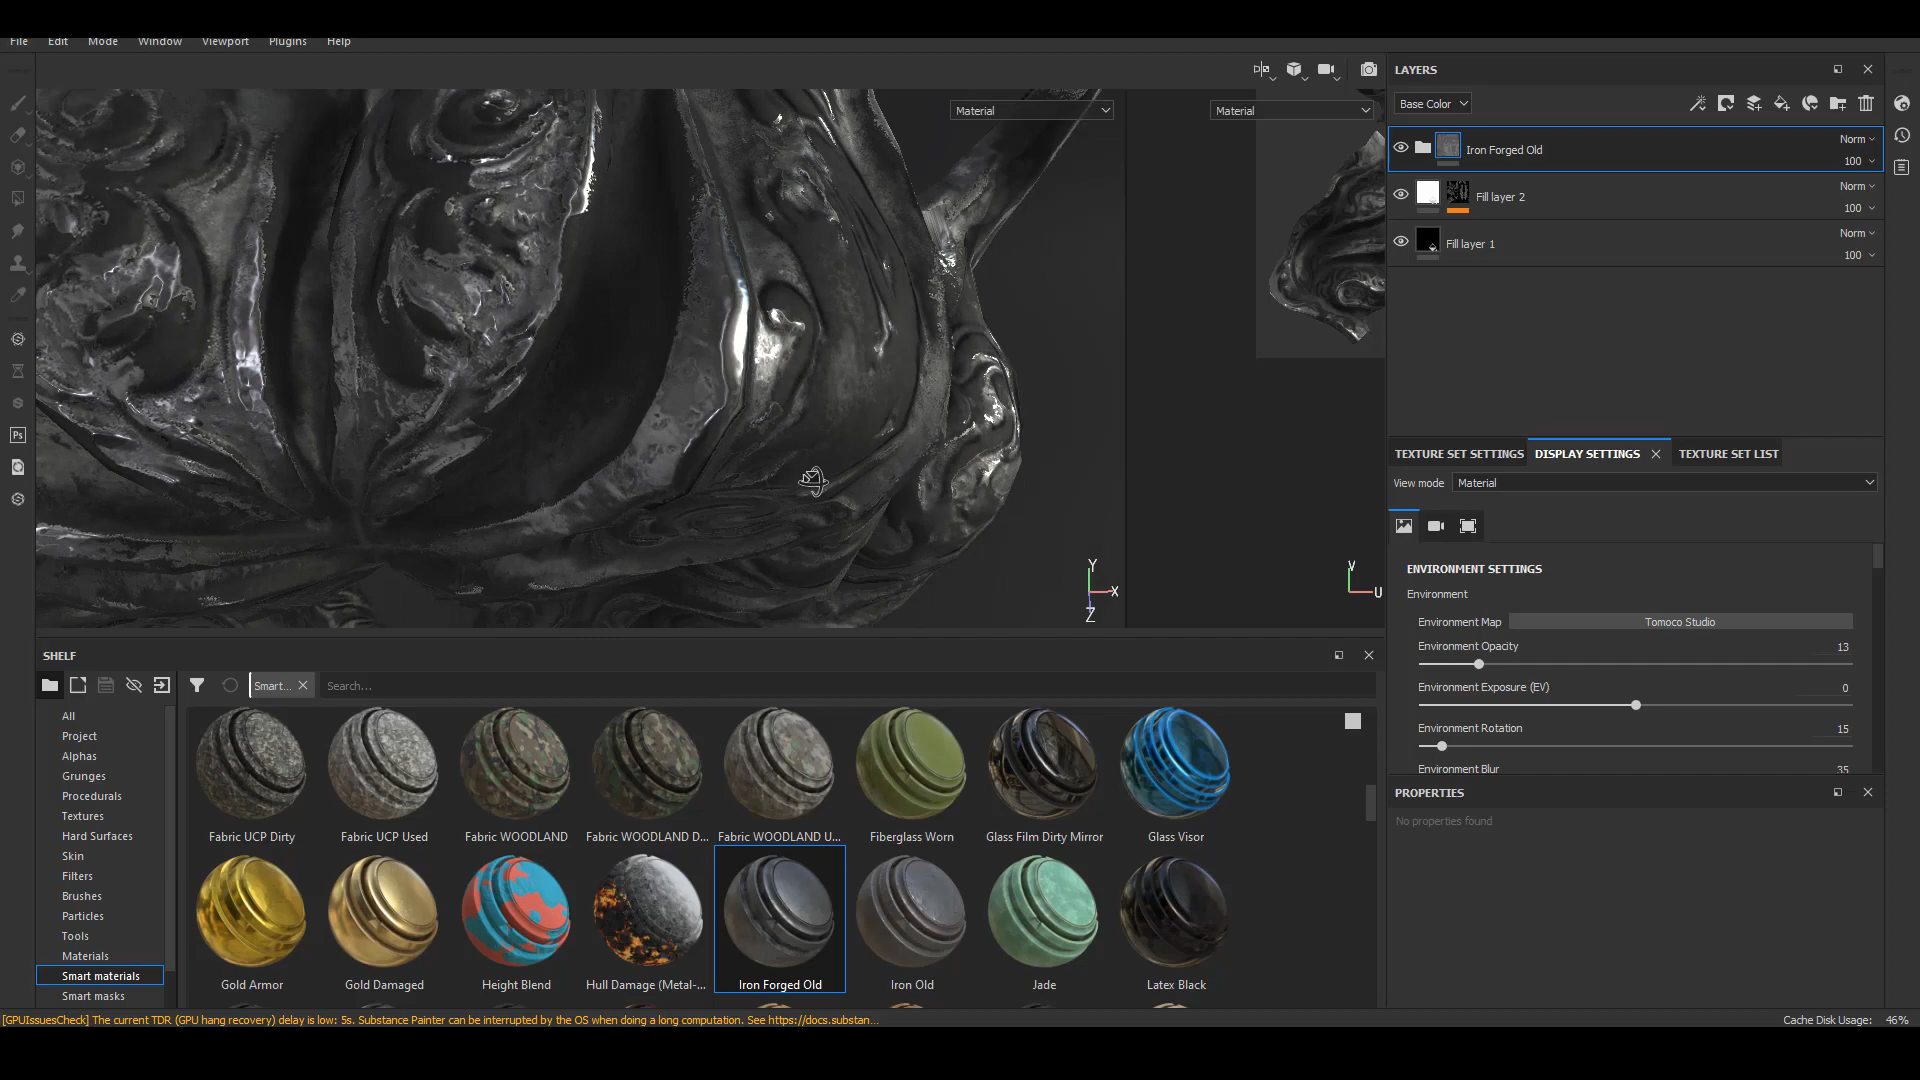 File Edit Mode Window Viewport Plugins Help
Material
Material
Y
X
Z
V
U
LAYERS
Base Color
Iron Forged Old
Norm
100
Fill layer 2
Norm
100
Fill layer 1
Norm
100
TEXTURE SET SETTINGS DISPLAY SETTINGS TEXTURE SET LIST
View mode Material
ENVIRONMENT SETTINGS
Environment
Environment Map Tomoco Studio
Environment Opacity 13
Environment Exposure (EV) 0
Environment Rotation 15
Environment Blur 35
PROPERTIES
No properties found
Ps
SHELF
Smart... Search...
All
Project
Alphas
Grunges
Procedurals
Textures
Hard Surfaces
Skin
Filters
Brushes
Particles
Tools
Materials
Smart materials
Smart masks
Fabric UCP Dirty Fabric UCP Used Fabric WOODLAND Fabric WOODLAND D... Fabric WOODLAND U... Fiberglass Worn Glass Film Dirty Mirror Glass Visor
Gold Armor Gold Damaged Height Blend Hull Damage (Metal-... Iron Forged Old Iron Old Jade Latex Black
[GPUIssuesCheck] The current TDR (GPU hang recovery) delay is low: 5s. Substance Painter can be interrupted by the OS when doing a long computation. See https://docs.substan...
Cache Disk Usage: 46%